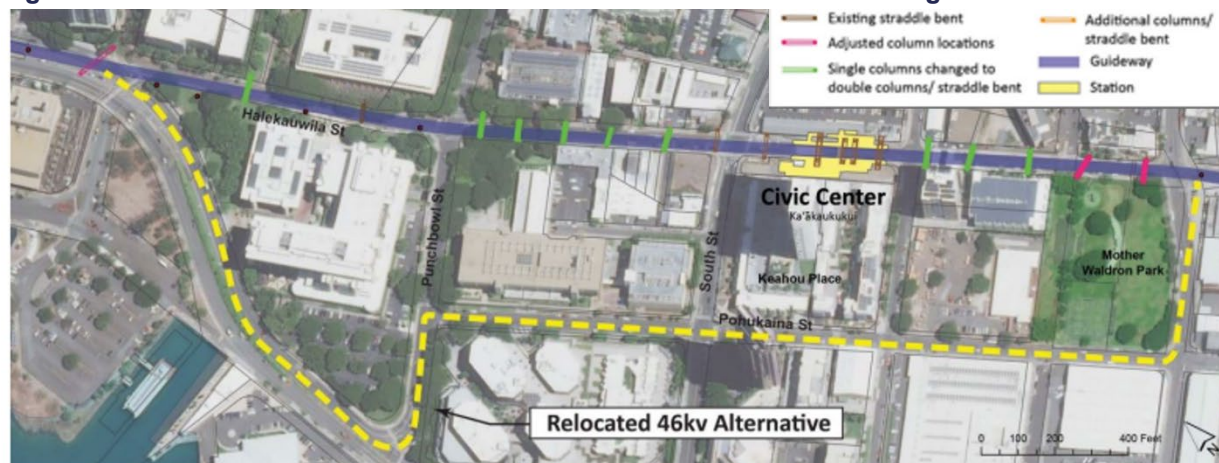 Existing straddle bent
Adjusted column locations
Single columns changed to
double columns/ straddle bent
Additional columns/
straddle bent
Guideway
Station
Halekauwila St
Punchbowl St
South St
Civic Center
Ka'ākaukukui
Keahou Place
Pohukaina St
Mother
Waldron Park
Relocated 46kv Alternative
0 100 200 400 Feet
N